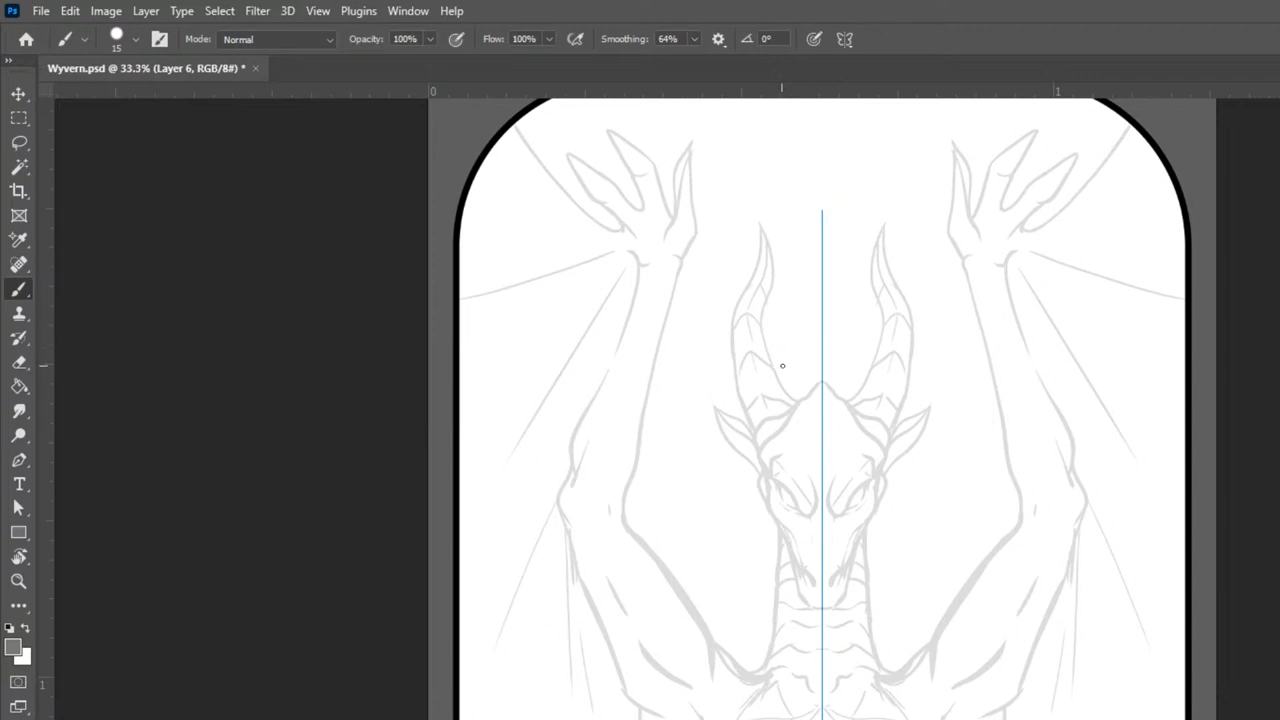 Ps File Edit Image Layer Type Select Filter 3D View Plugins Window Help
15 Mode: Normal Opacity: 100% Flow: 100% Smoothing: 64% 0°
Wyvern.psd @ 33.3% (Layer 6, RGB/8#) * ×
0 1
T
1